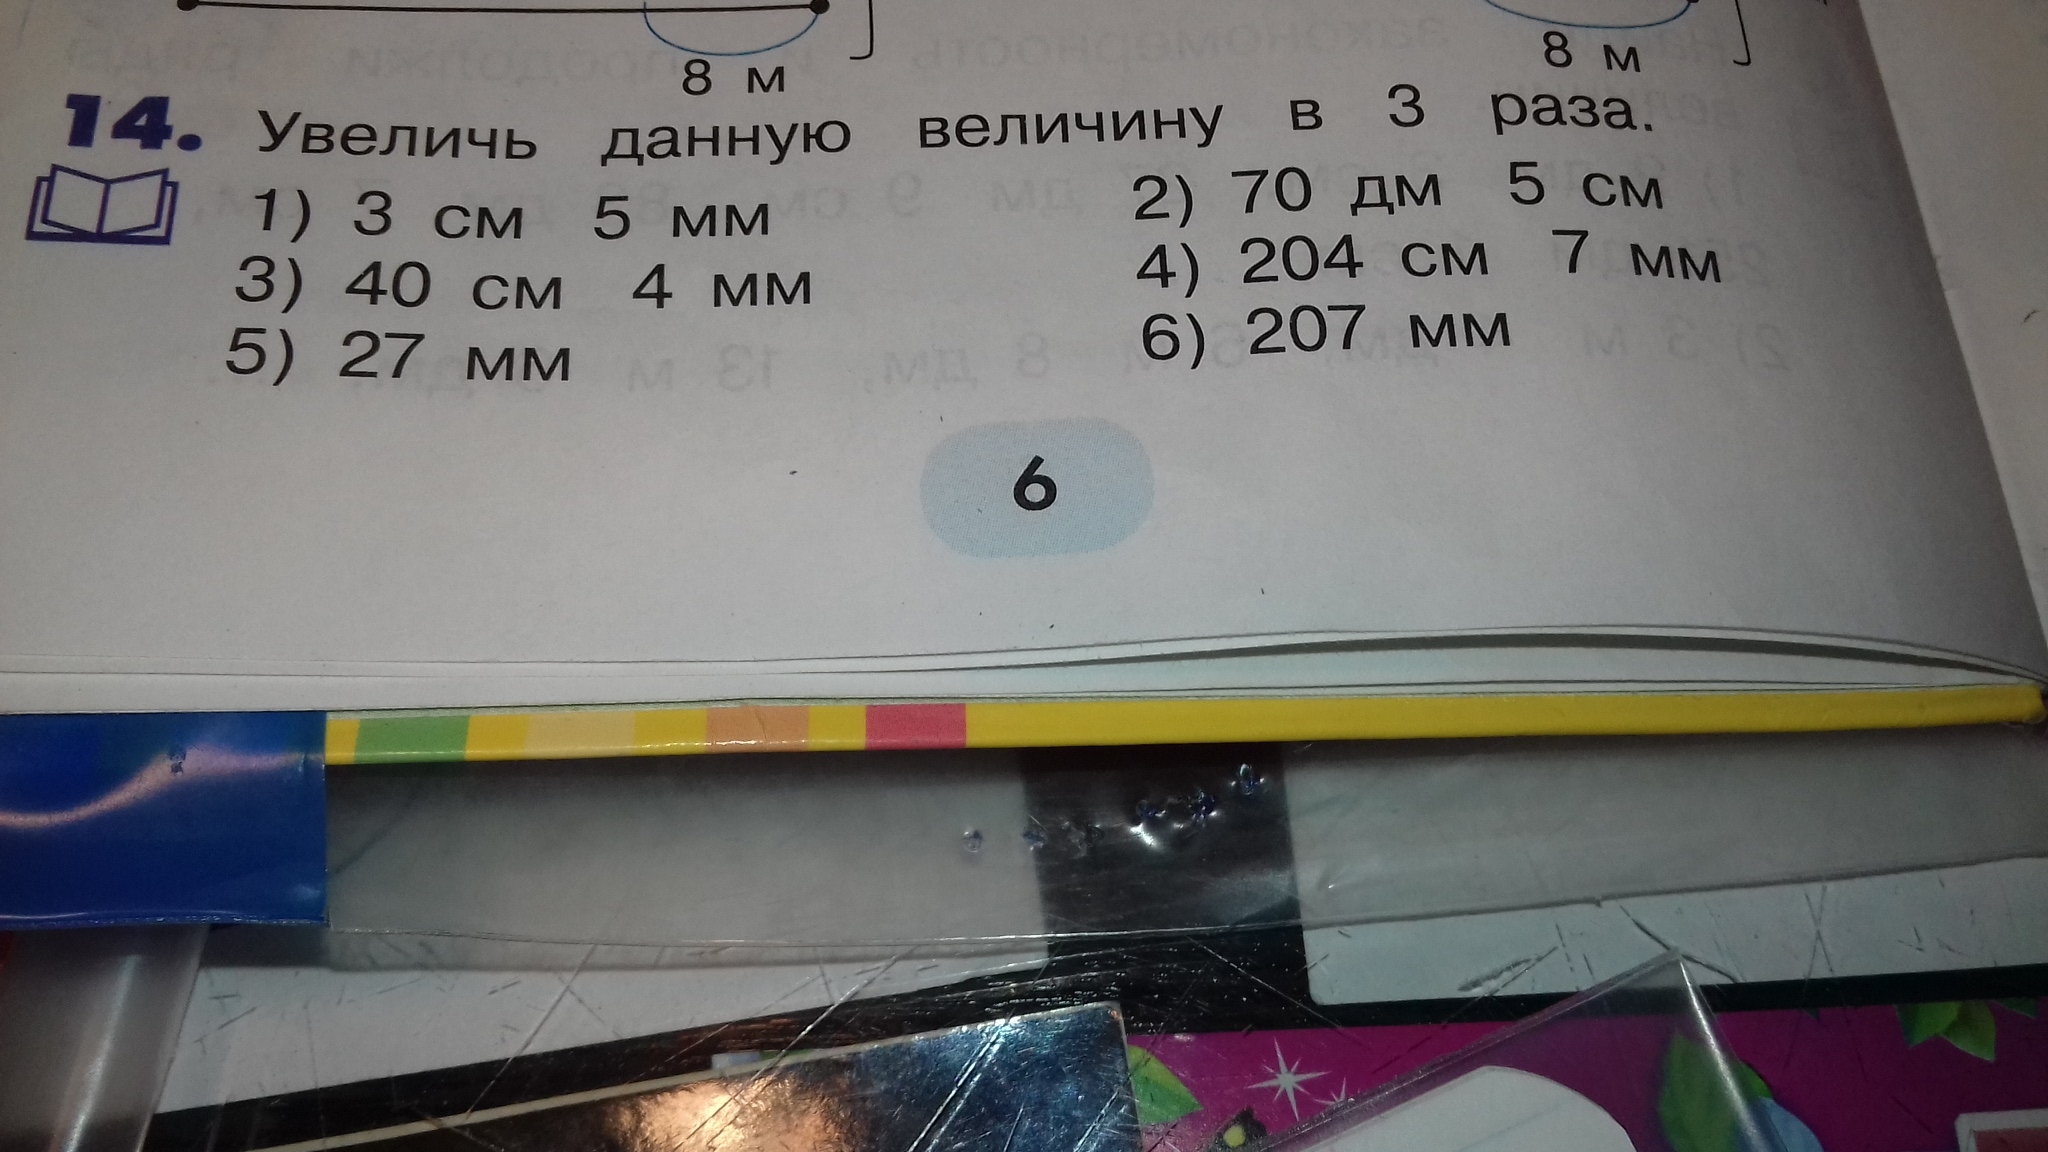 8 м 8 м
14. Увеличь данную величину в 3 раза.
1) 3 см 5 мм 2) 70 дм 5 см
3) 40 см 4 мм 4) 204 см 7 мм
5) 27 мм 6) 207 мм
6